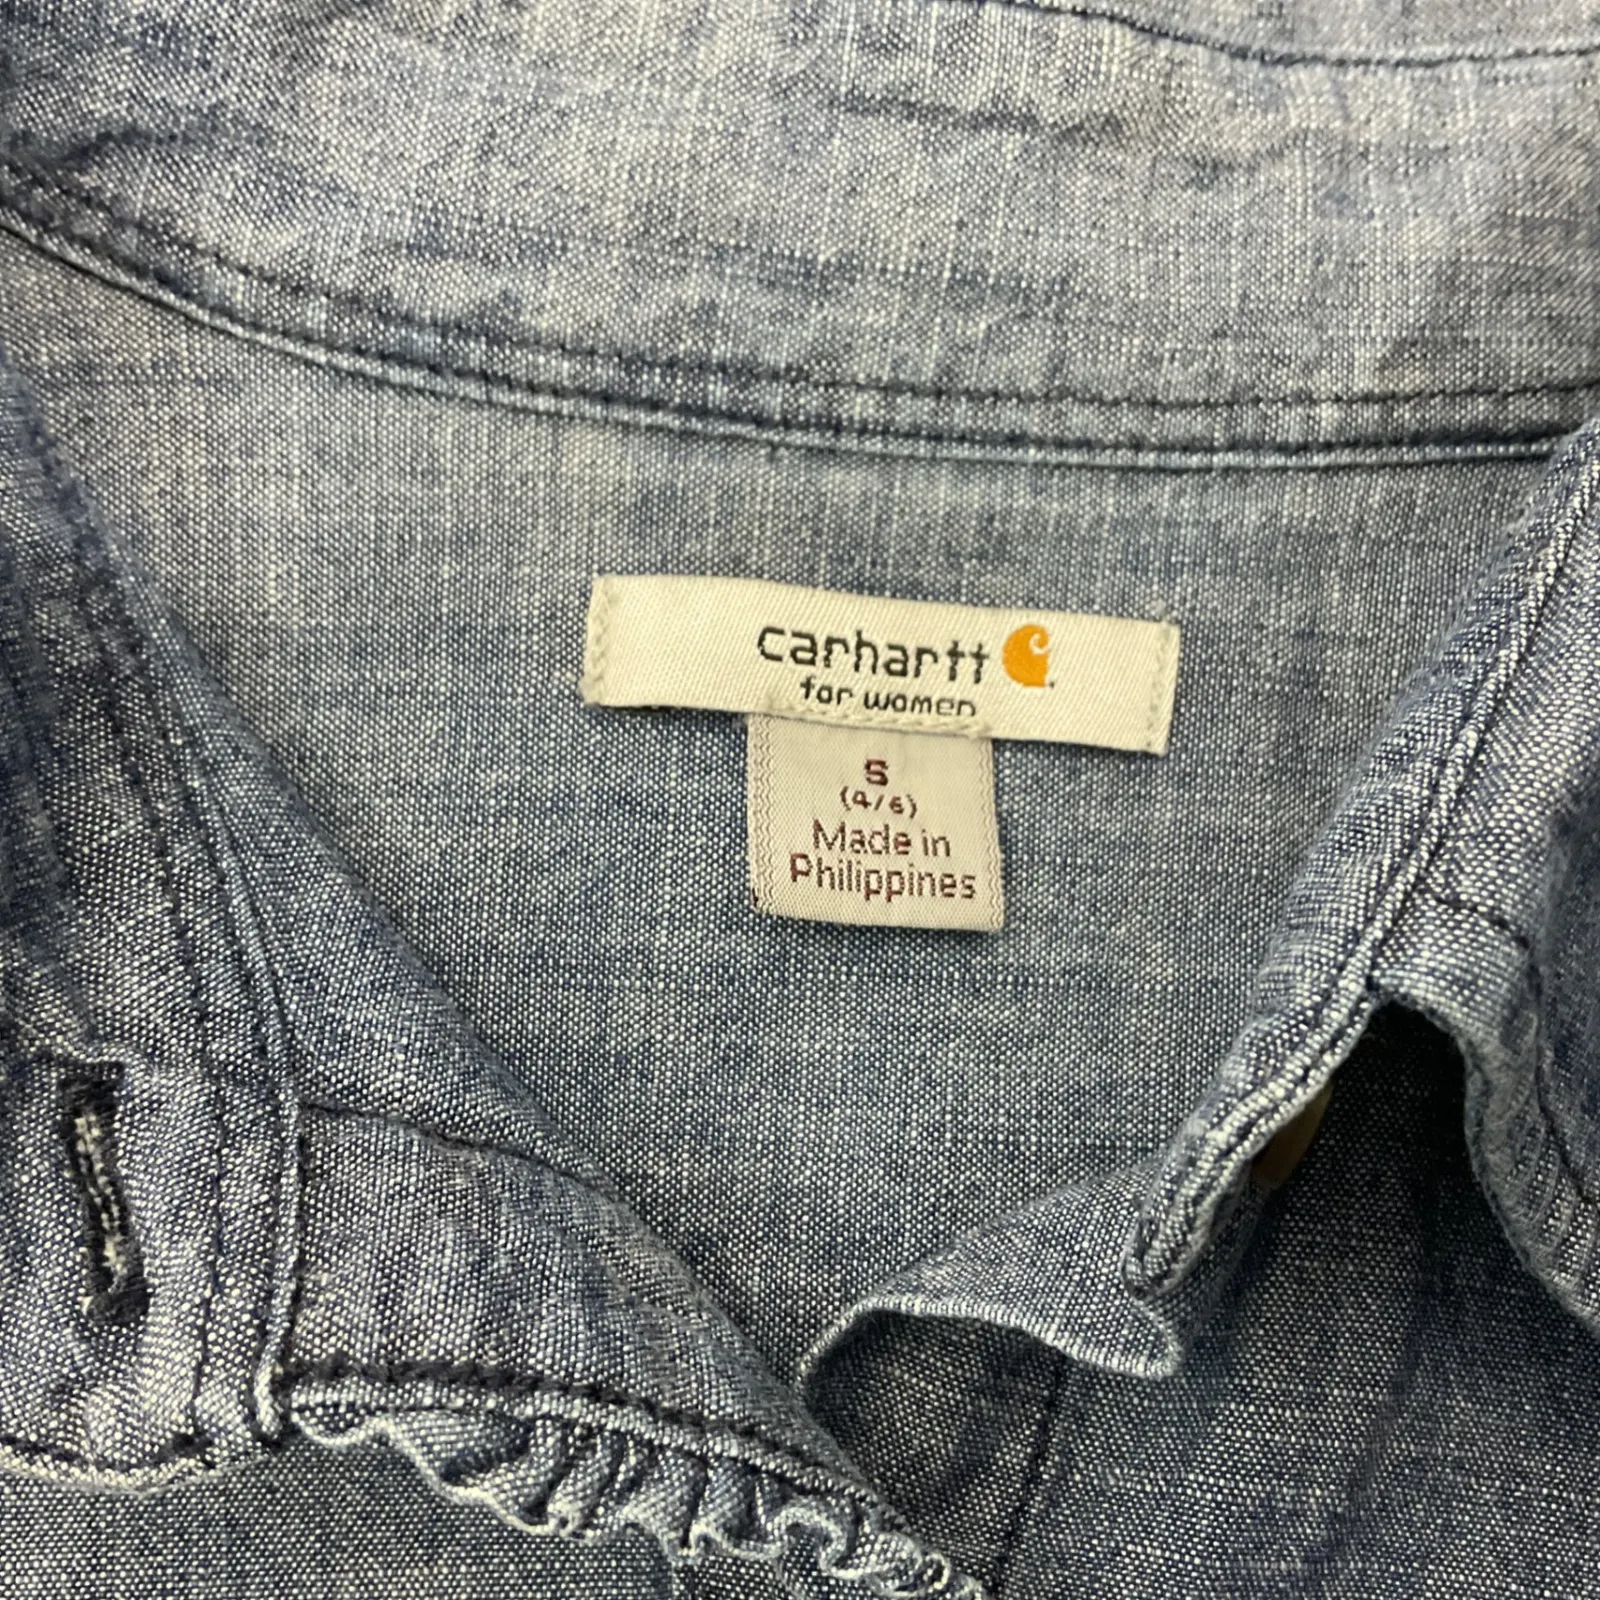 carhartt
for women
S
(4/6)
Made in
Philippines